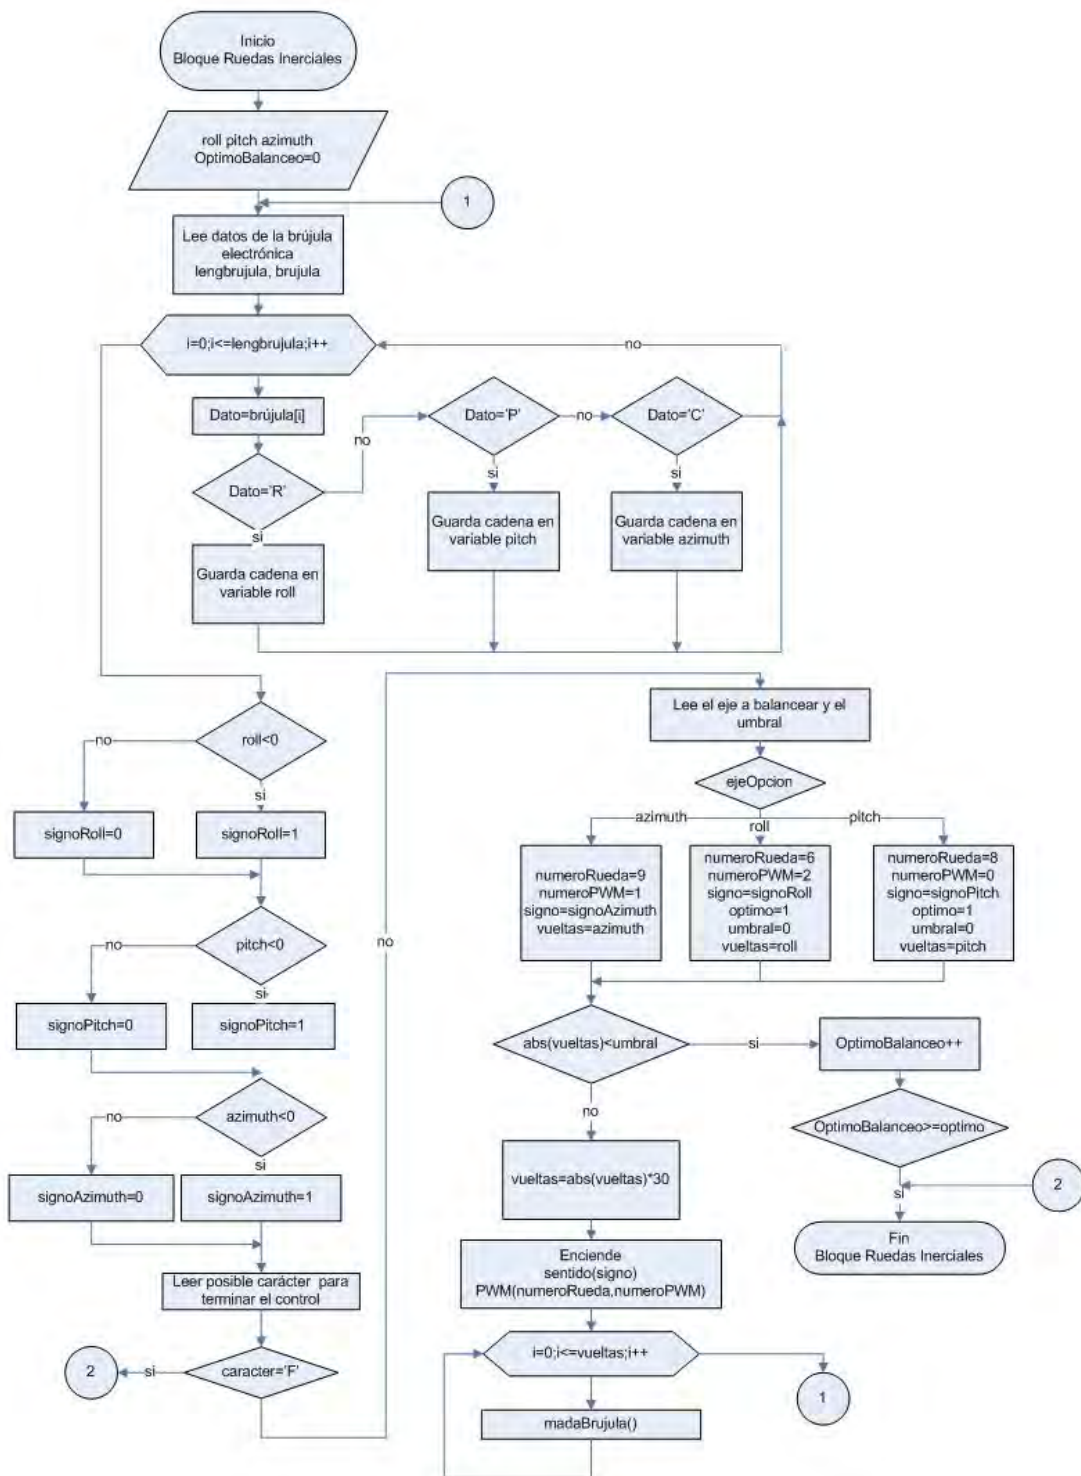 Inicio
Bloque Ruedas Inerciales
roll pitch azimuth
OptimoBalanceo=0
1
Lee datos de la brújula
electrónica
lengbrujula, brujula
i=0;i<=lengbrujula;i++
no
Dato=brújula[i]
Dato='P'
no
Dato='C'
no
Dato='R'
si
si
si
Guarda cadena en
variable pitch
Guarda cadena en
variable azimuth
Guarda cadena en
variable roll
Lee el eje a balancear y el
umbral
no
roll<0
si
ejeOpcion
azimuth
roll
pitch
signoRoll=0
signoRoll=1
numeroRueda=9
numeroPWM=1
signo=signoAzimuth
vueltas=azimuth
numeroRueda=6
numeroPWM=2
signo=signoRoll
optimo=1
umbral=0
vueltas=roll
numeroRueda=8
numeroPWM=0
signo=signoPitch
optimo=1
umbral=0
vueltas=pitch
no
pitch<0
si
no
signoPitch=0
signoPitch=1
abs(vueltas)<umbral
si
OptimoBalanceo++
no
azimuth<0
si
no
OptimoBalanceo>=optimo
signoAzimuth=0
signoAzimuth=1
vueltas=abs(vueltas)*30
si
2
Fin
Bloque Ruedas Inerciales
Enciende
sentido(signo)
PWM(numeroRueda,numeroPWM)
Leer posible carácter para
terminar el control
2
si
caracter='F'
i=0;i<=vueltas;i++
1
madaBrujula()